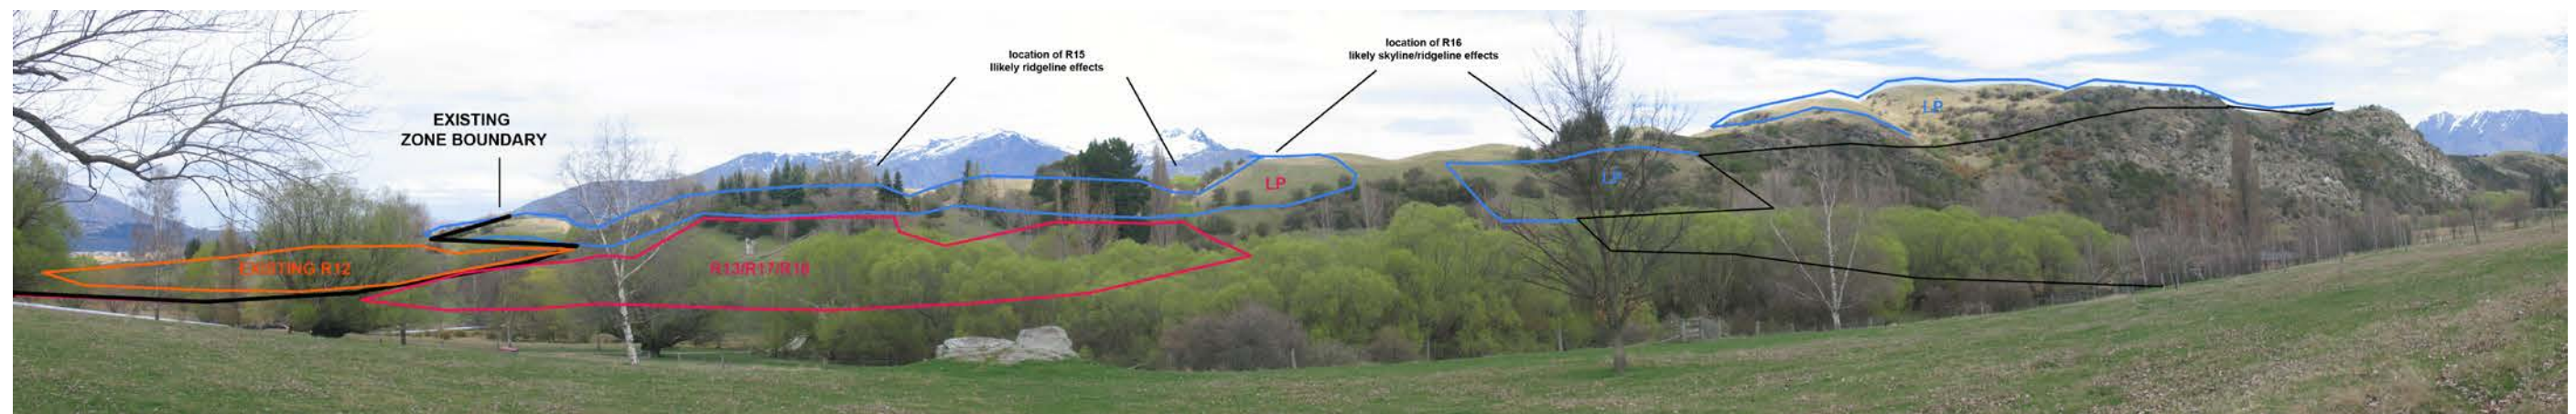 location of R15
llikely ridgeline effects
location of R16
likely skyline/ridgeline effects
EXISTING
ZONE BOUNDARY
LP
LP
LP
EXISTING R12
R13/R17/R18